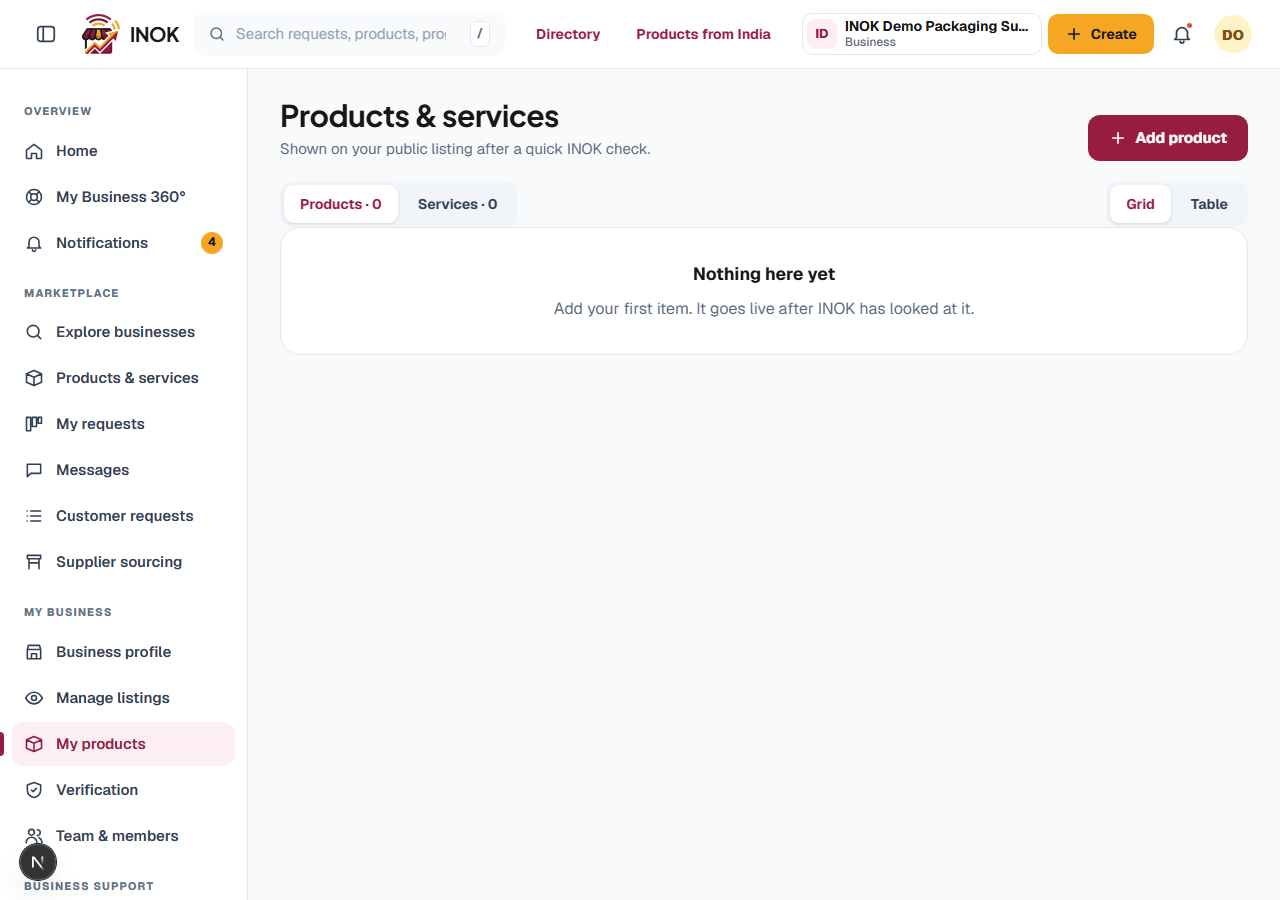 INOK
Search requests, products, prog
/
Directory
Products from India
ID
INOK Demo Packaging Su...
Business
+ Create
DO
OVERVIEW
Home
My Business 360°
Notifications
4
MARKETPLACE
Explore businesses
Products & services
My requests
Messages
Customer requests
Supplier sourcing
MY BUSINESS
Business profile
Manage listings
My products
Verification
Team & members
N
BUSINESS SUPPORT
Products & services
Shown on your public listing after a quick INOK check.
+ Add product
Products · 0
Services · 0
Grid
Table
Nothing here yet
Add your first item. It goes live after INOK has looked at it.